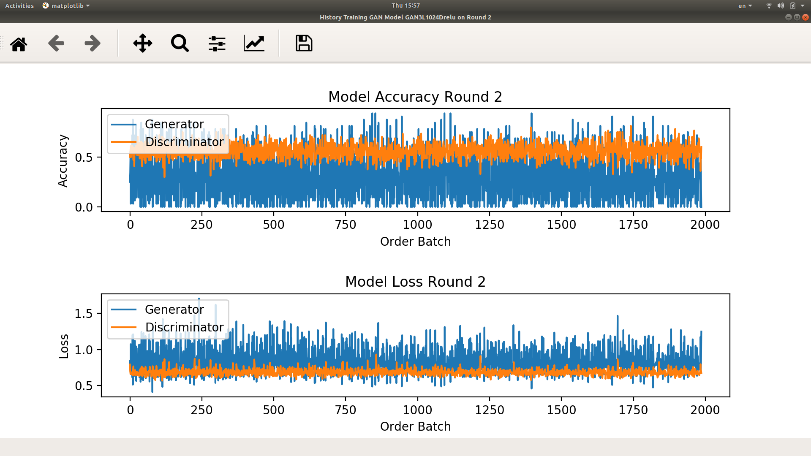 Activities matplotlib Thu 15:57 en
History Training GAN Model GAN3L1024Drelu on Round 2
Model Accuracy Round 2
Generator
Discriminator
Accuracy
0.5
0.0
0 250 500 750 1000 1250 1500 1750 2000
Order Batch
Model Loss Round 2
Generator
Discriminator
Loss
1.5
1.0
0.5
0 250 500 750 1000 1250 1500 1750 2000
Order Batch